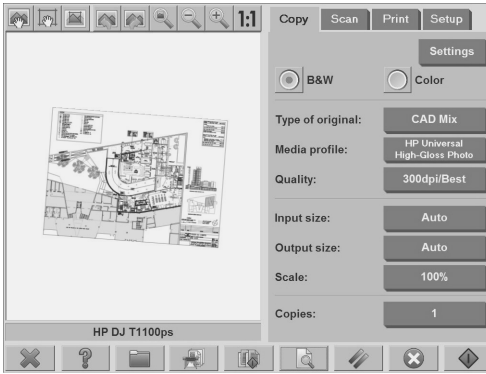 1:1
Copy Scan Print Setup
Settings
B&W Color
Type of original: CAD Mix
Media profile: HP Universal
High-Gloss Photo
Quality: 300dpi/Best
Input size: Auto
Output size: Auto
Scale: 100%
Copies: 1
HP DJ T1100ps
?